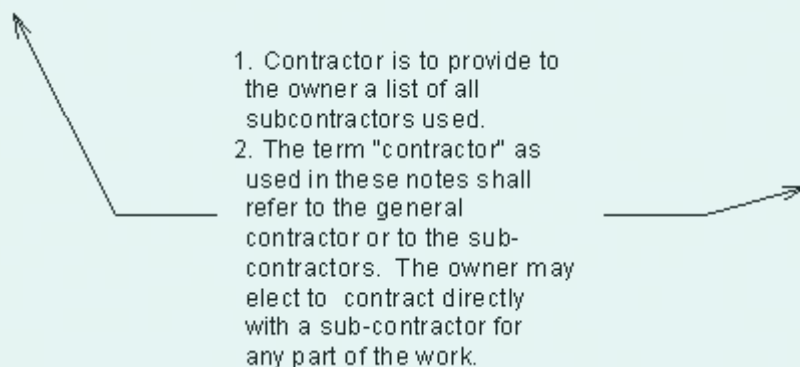 1. Contractor is to provide to
the owner a list of all
subcontractors used.
2. The term "contractor" as
used in these notes shall
refer to the general
contractor or to the sub-
contractors. The owner may
elect to contract directly
with a sub-contractor for
any part of the work.